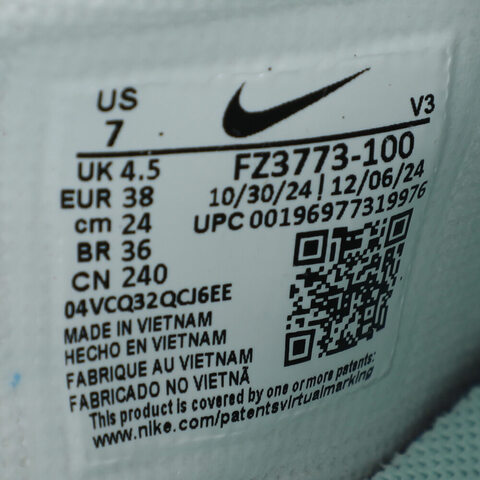 US
7
V3
UK 4.5
EUR 38
cm 24
BR 36
CN 240
FZ3773-100
10/30/24 | 12/06/24
UPC 00196977319976
04VCQ32QCJ6EE
MADE IN VIETNAM
HECHO EN VIETNAM
FABRIQUE AU VIETNAM
FABRICADO NO VIETNÃ
This product is covered by one or more patents.
www.nike.com/patentsvirtualmarking